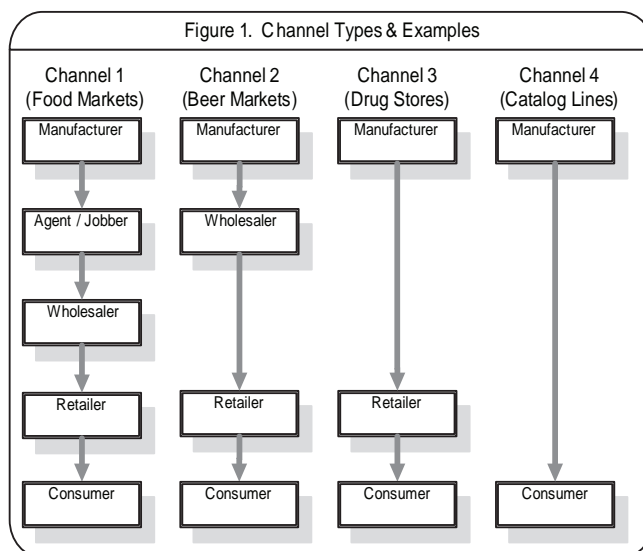 Figure 1. Channel Types & Examples
Channel 1
(Food Markets)
Manufacturer
Agent / Jobber
Wholesaler
Retailer
Consumer
Channel 2
(Beer Markets)
Manufacturer
Wholesaler
Retailer
Consumer
Channel 3
(Drug Stores)
Manufacturer
Retailer
Consumer
Channel 4
(Catalog Lines)
Manufacturer
Consumer